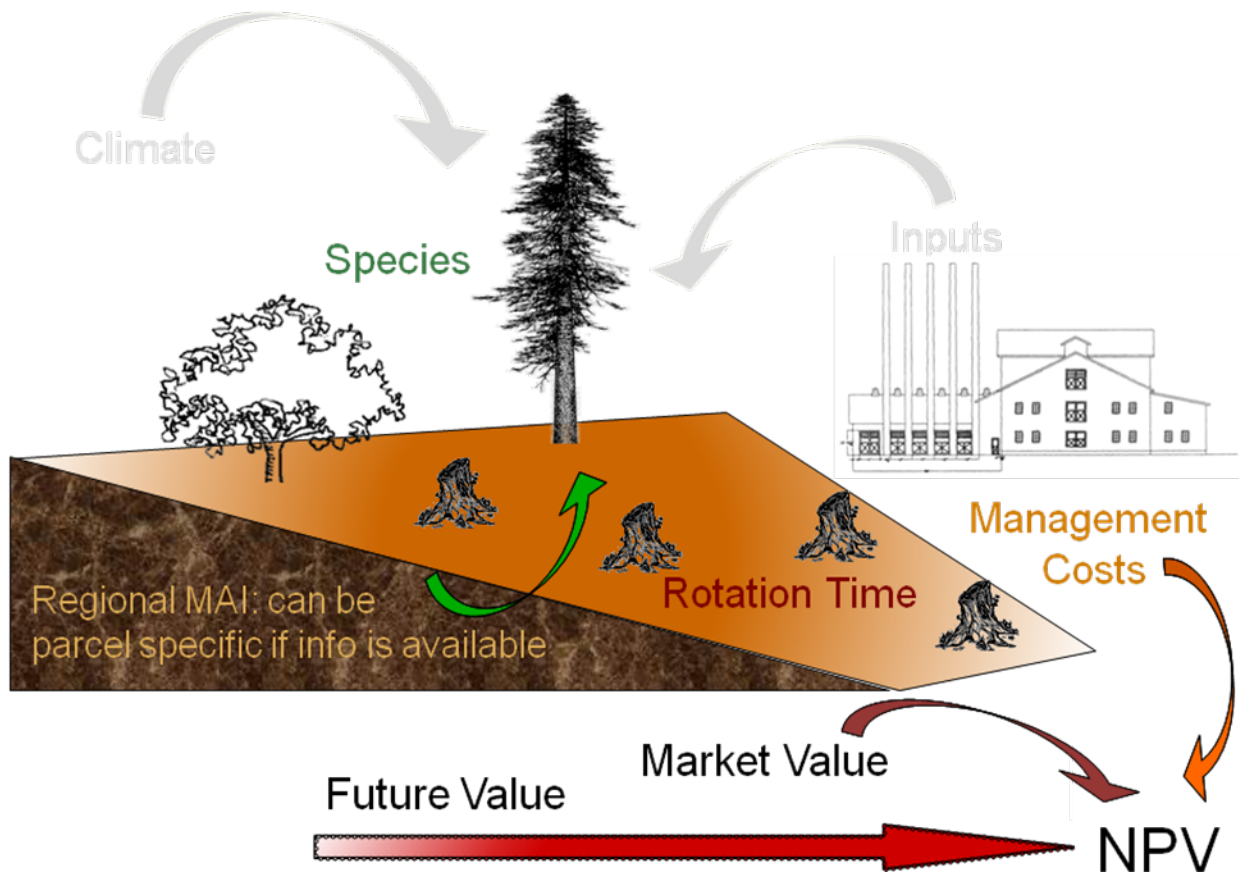 Climate
Inputs
Species
Management
Costs
Regional MAI: can be
parcel specific if info is available
Rotation Time
Market Value
Future Value
NPV